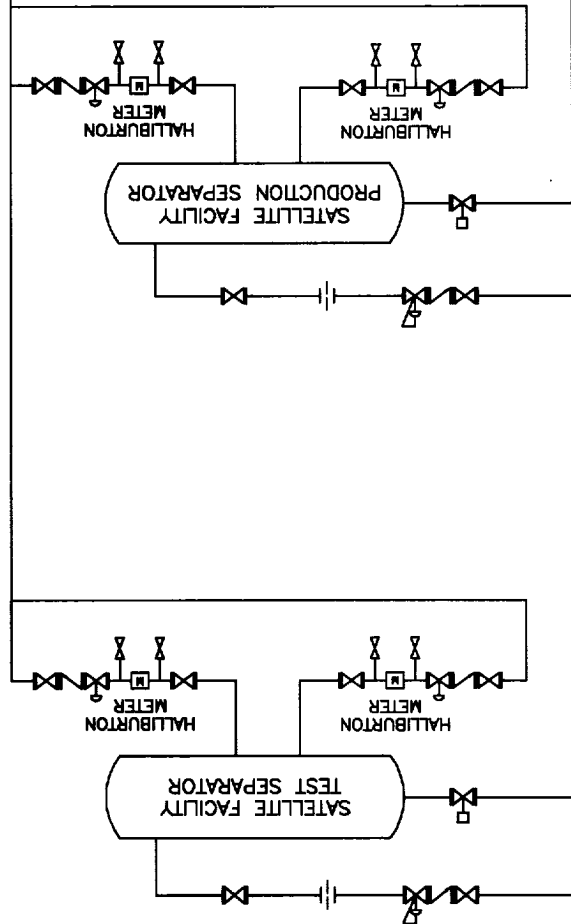 SATELLITE FACILITY
TEST SEPARATOR
HALLIBURTON
METER
M
HALLIBURTON
METER
M
SATELLITE FACILITY
PRODUCTION SEPARATOR
HALLIBURTON
METER
M
HALLIBURTON
METER
M